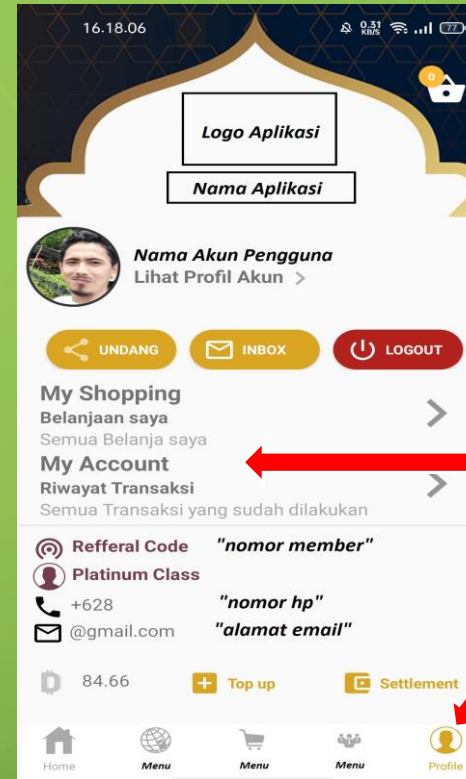 16.18.06 0.31 KB/S 77
0
Logo Aplikasi
Nama Aplikasi
Nama Akun Pengguna
Lihat Profil Akun >
UNDANG INBOX LOGOUT
My Shopping
Belanjaan saya
Semua Belanja saya
My Account
Riwayat Transaksi
Semua Transaksi yang sudah dilakukan
Refferal Code "nomor member"
Platinum Class
+628 "nomor hp"
@gmail.com "alamat email"
84.66 Top up Settlement
Home Menu Menu Menu Profile